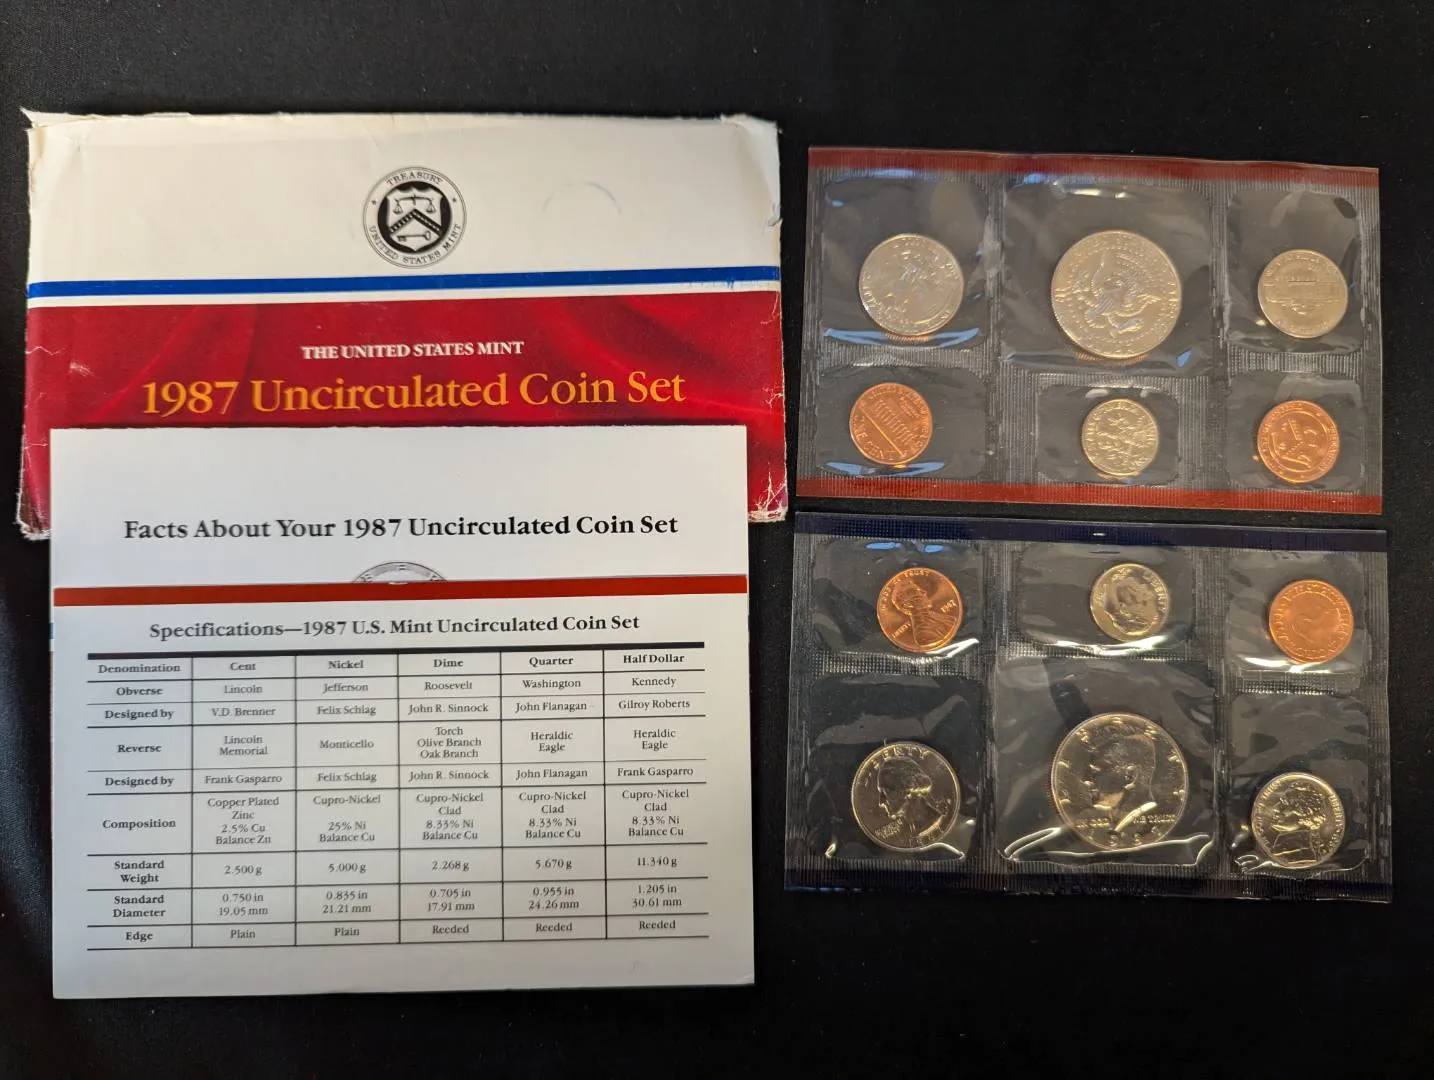 TREASURY
UNITED STATES MINT
THE UNITED STATES MINT
1987 Uncirculated Coin Set
Facts About Your 1987 Uncirculated Coin Set
Specifications—1987 U.S. Mint Uncirculated Coin Set
Denomination Cent Nickel Dime Quarter Half Dollar
Obverse Lincoln Jefferson Roosevelt Washington Kennedy
Designed by V.D. Brenner Felix Schlag John R. Sinnock John Flanagan Gilroy Roberts
Reverse Lincoln Memorial Monticello Torch Olive Branch Oak Branch Heraldic Eagle Heraldic Eagle
Designed by Frank Gasparro Felix Schlag John R. Sinnock John Flanagan Frank Gasparro
Composition Copper Plated Zinc 2.5% Cu Balance Zn Cupro-Nickel 25% Ni Balance Cu Cupro-Nickel Clad 8.33% Ni Balance Cu Cupro-Nickel Clad 8.33% Ni Balance Cu Cupro-Nickel Clad 8.33% Ni Balance Cu
Standard Weight 2.500 g 5.000 g 2.268 g 5.670 g 11.340 g
Standard Diameter 0.750 in 19.05 mm 0.835 in 21.21 mm 0.705 in 17.91 mm 0.955 in 24.26 mm 1.205 in 30.61 mm
Edge Plain Plain Reeded Reeded Reeded
CENT
TRUST
LIBERTY
1987
LIBERTY
LIBERTY